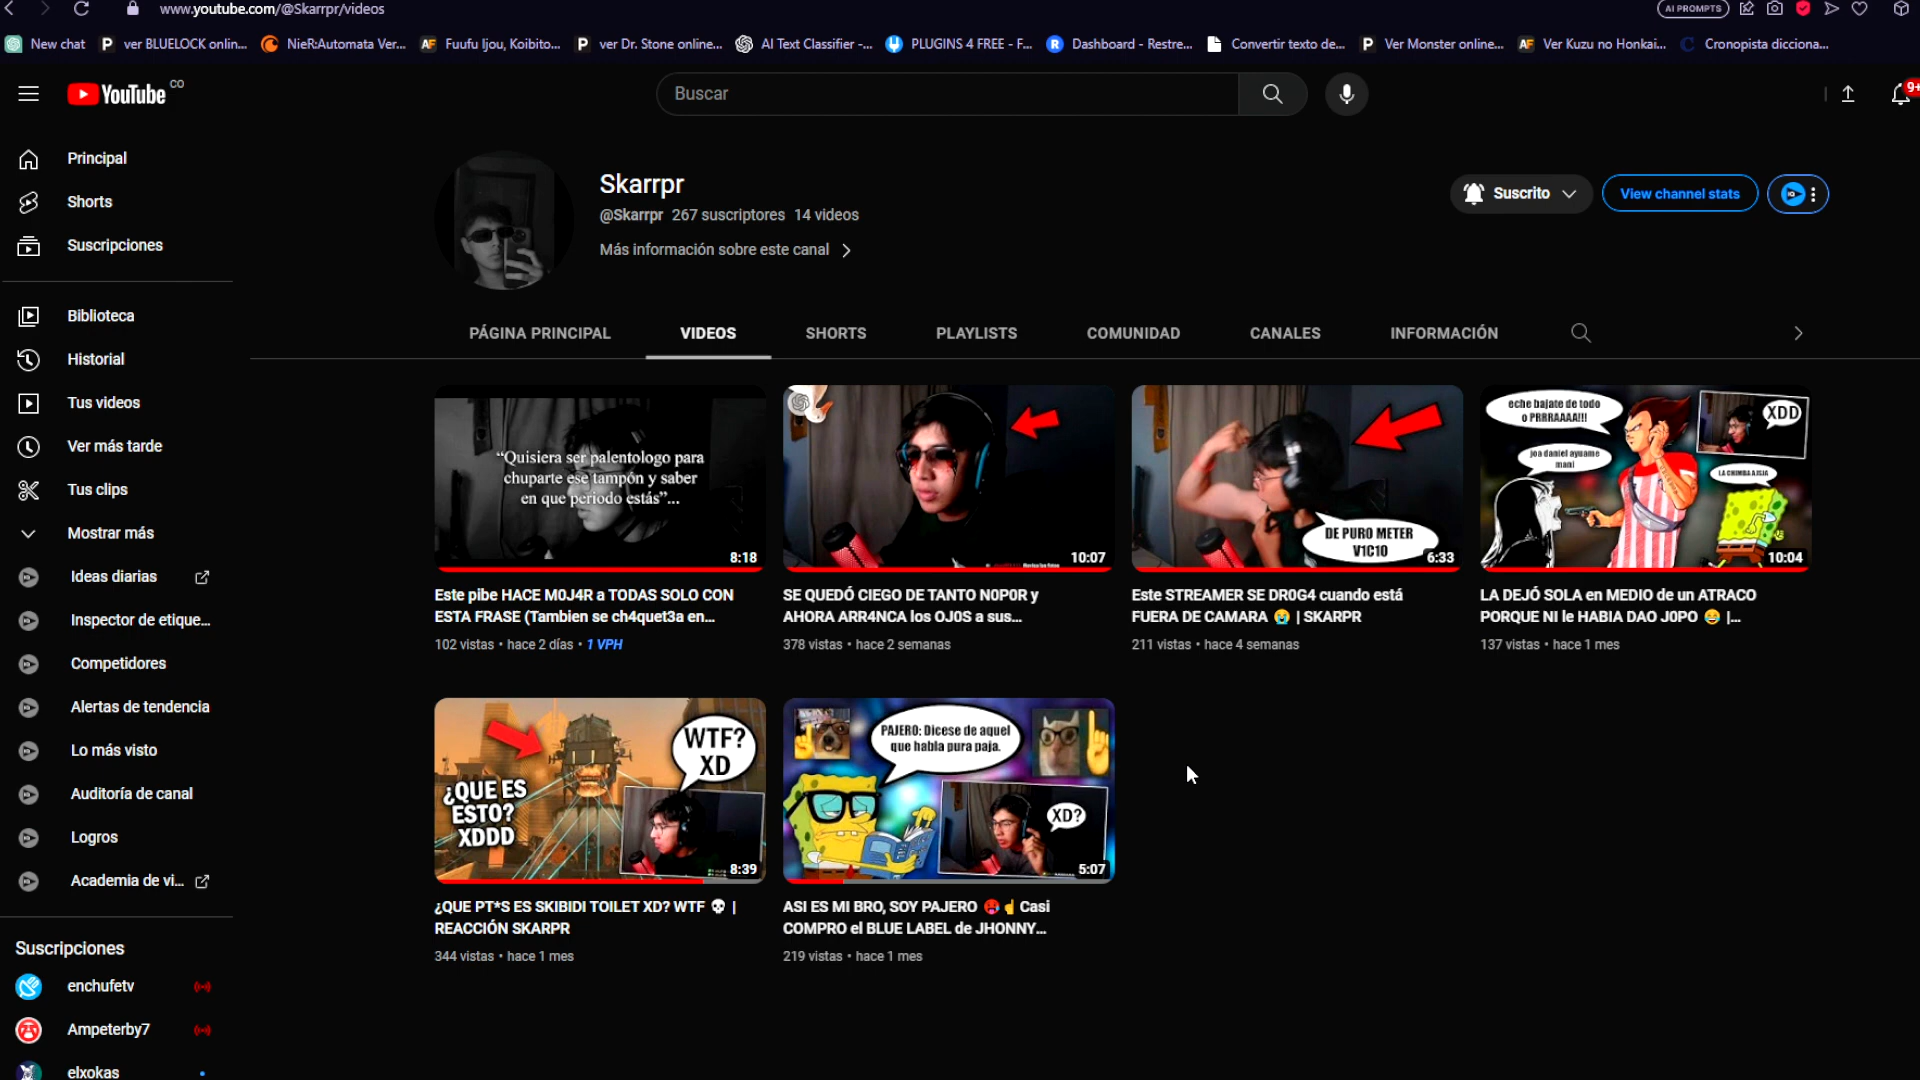 www.youtube.com/@Skarrpr/videos
AI PROMPTS
New chat
ver BLUELOCK onlin...
NieR:Automata Ver...
Fuufu Ijou, Koibito...
ver Dr. Stone online...
AI Text Classifier -...
PLUGINS 4 FREE - F...
Dashboard - Restre...
Convertir texto de...
Ver Monster online...
Ver Kuzu no Honkai...
Cronopista dicciona...
YouTube CO
Buscar
9+
Principal
Shorts
Suscripciones
Biblioteca
Historial
Tus videos
Ver más tarde
Tus clips
Mostrar más
Ideas diarias
Inspector de etique...
Competidores
Alertas de tendencia
Lo más visto
Auditoría de canal
Logros
Academia de vi...
Suscripciones
enchufetv
Ampeterby7
elxokas
Skarrpr
@Skarrpr 267 suscriptores 14 videos
Más información sobre este canal
Suscrito
View channel stats
PÁGINA PRINCIPAL
VIDEOS
SHORTS
PLAYLISTS
COMUNIDAD
CANALES
INFORMACIÓN
“Quisiera ser palentologo para
chuparte ese tampón y saber
en que periodo estás”...
8:18
Este pibe HACE M0J4R a TODAS SOLO CON
ESTA FRASE (Tambien se ch4quet3a en...
102 vistas • hace 2 días • 1 VPH
10:07
SE QUEDÓ CIEGO DE TANTO N0P0R y
AHORA ARR4NCA los OJ0S a sus...
378 vistas • hace 2 semanas
DE PURO METER
V1C10
6:33
Este STREAMER SE DR0G4 cuando está
FUERA DE CAMARA 😭 | SKARPR
211 vistas • hace 4 semanas
eche bajate de todo
o PRRRAAAA!!!
joa daniel ayuame
mani
XDD
10:04
LA DEJÓ SOLA en MEDIO de un ATRACO
PORQUE NI le HABIA DAO J0PO 😂 |...
137 vistas • hace 1 mes
¿QUE ES
ESTO?
XDDD
WTF?
XD
8:39
¿QUE PT*S ES SKIBIDI TOILET XD? WTF 💀 |
REACCIÓN SKARPR
344 vistas • hace 1 mes
PAJERO: Dicese de aquel
que habla pura paja.
XD?
5:07
ASI ES MI BRO, SOY PAJERO 🥵☝️ Casi
COMPRO el BLUE LABEL de JHONNY...
219 vistas • hace 1 mes